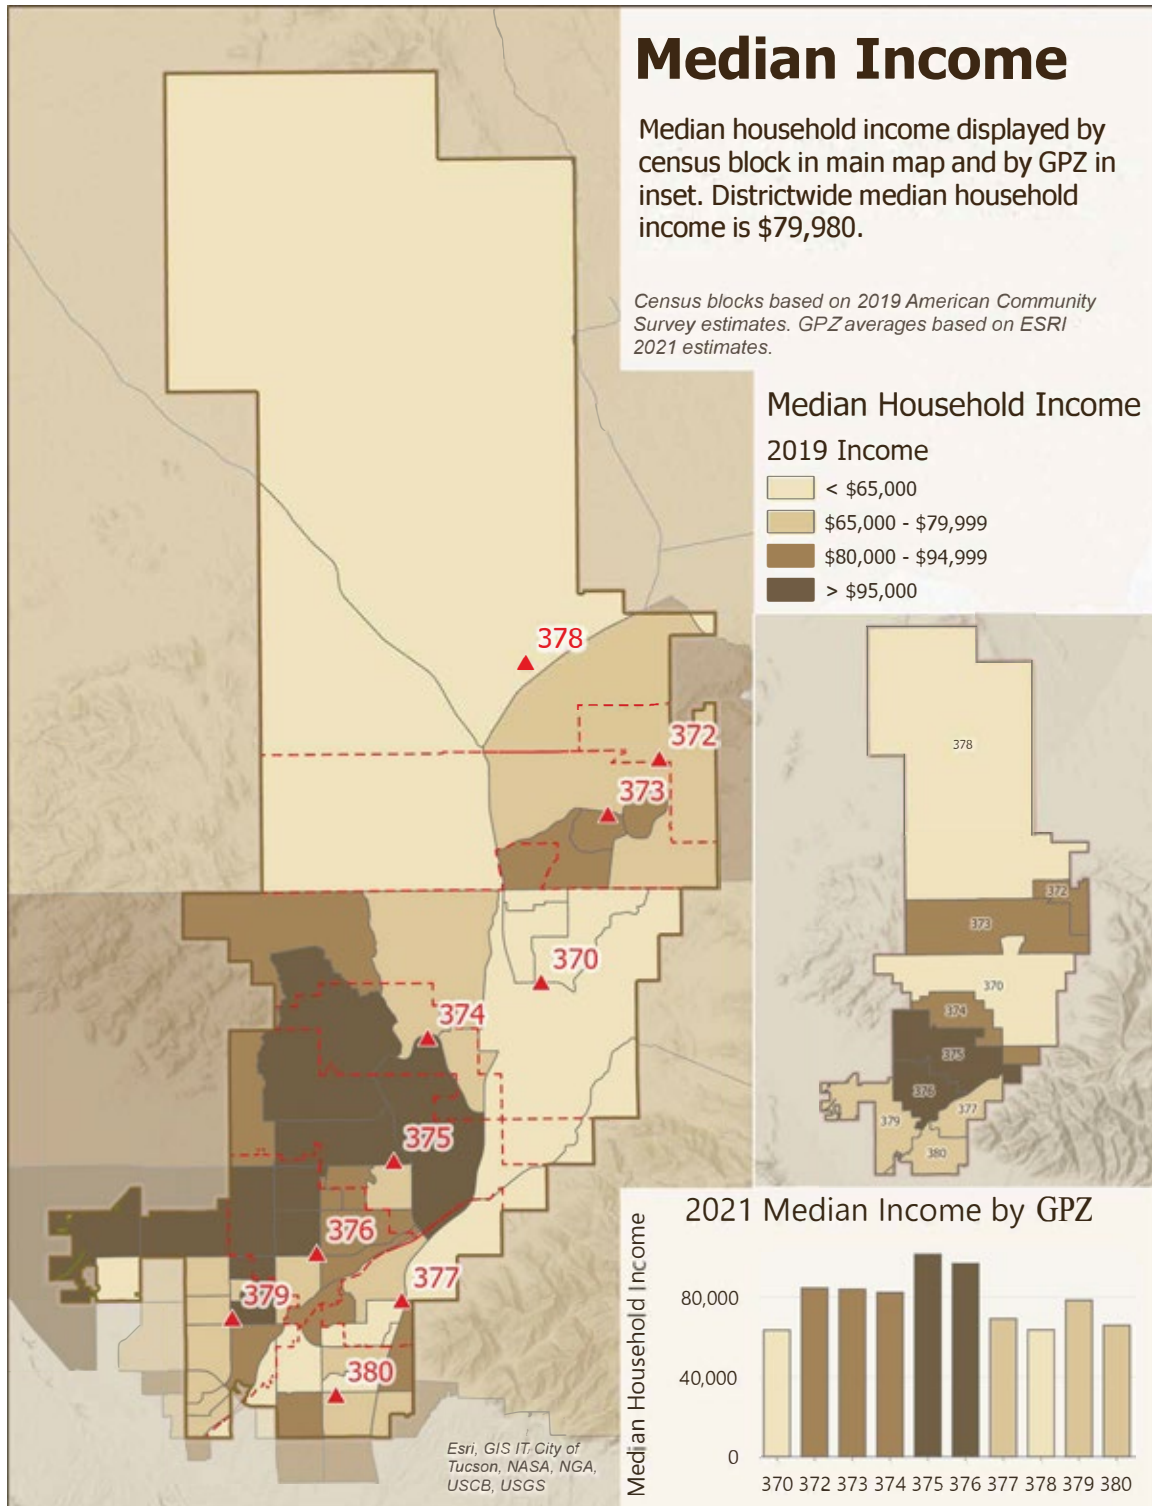 Median Income
Median household income displayed by
census block in main map and by GPZ in
inset. Districtwide median household
income is $79,980.
Census blocks based on 2019 American Community
Survey estimates. GPZ averages based on ESRI
2021 estimates.
Median Household Income
2019 Income
< $65,000
$65,000 - $79,999
$80,000 - $94,999
> $95,000
378
372
373
370
374
375
376
379
377
380
378
372
373
370
374
375
376
377
379
380
Esri, GIS IT, City of
Tucson, NASA, NGA,
USCB, USGS
2021 Median Income by GPZ
Median Household Income
80,000
40,000
0
370 372 373 374 375 376 377 378 379 380